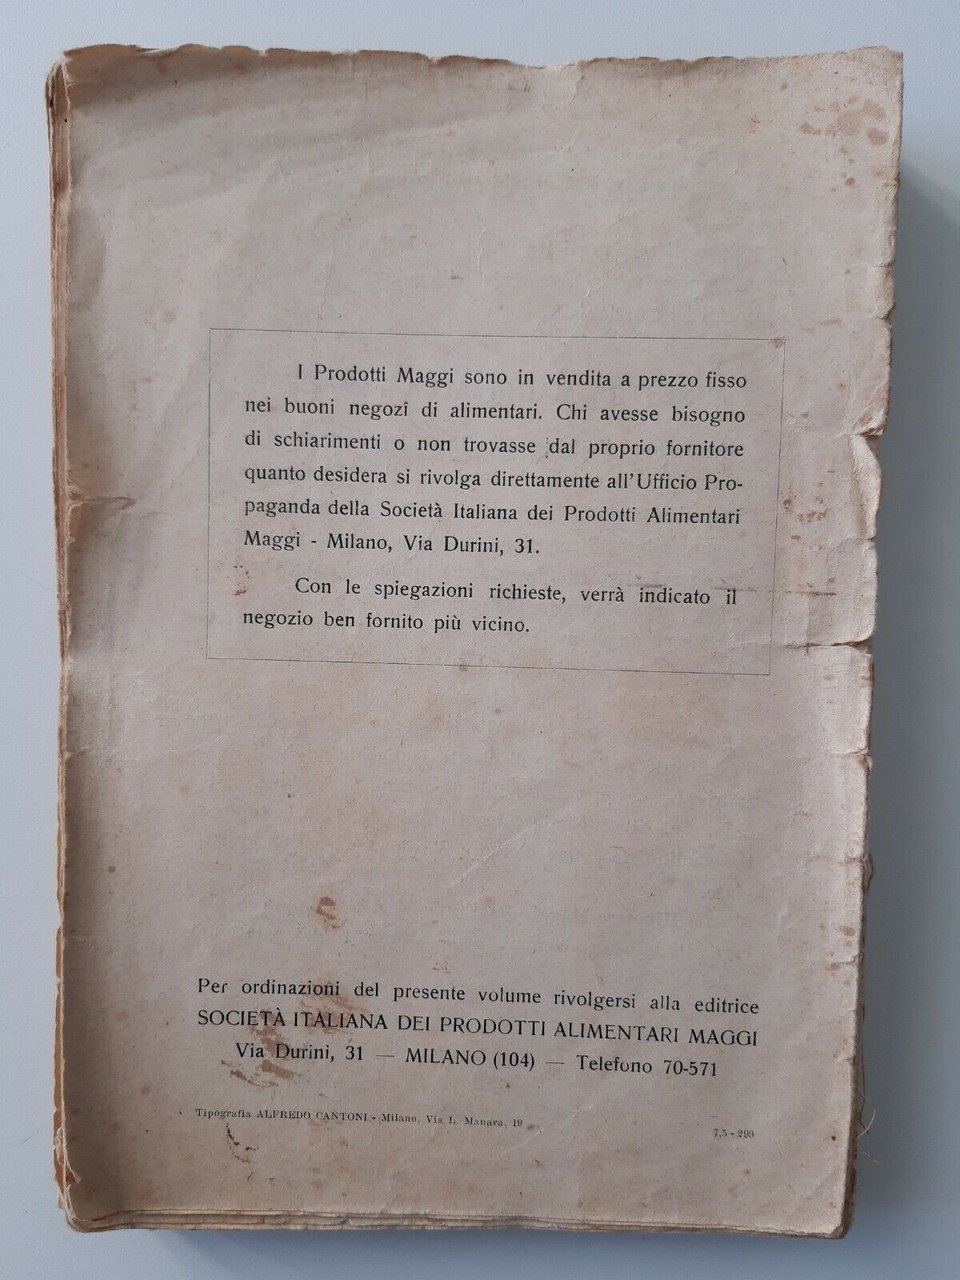 I Prodotti Maggi sono in vendita a prezzo fisso
nei buoni negozî di alimentari. Chi avesse bisogno
di schiarimenti o non trovasse dal proprio fornitore
quanto desidera si rivolga direttamente all'Ufficio Pro-
paganda della Società Italiana dei Prodotti Alimentari
Maggi - Milano, Via Durini, 31.
Con le spiegazioni richieste, verrà indicato il
negozio ben fornito più vicino.
Per ordinazioni del presente volume rivolgersi alla editrice
SOCIETÀ ITALIANA DEI PRODOTTI ALIMENTARI MAGGI
Via Durini, 31 — MILANO (104) — Telefono 70-571
Tipografia ALFREDO CANTONI - Milano, Via L. Manara, 19
7,5 - 299